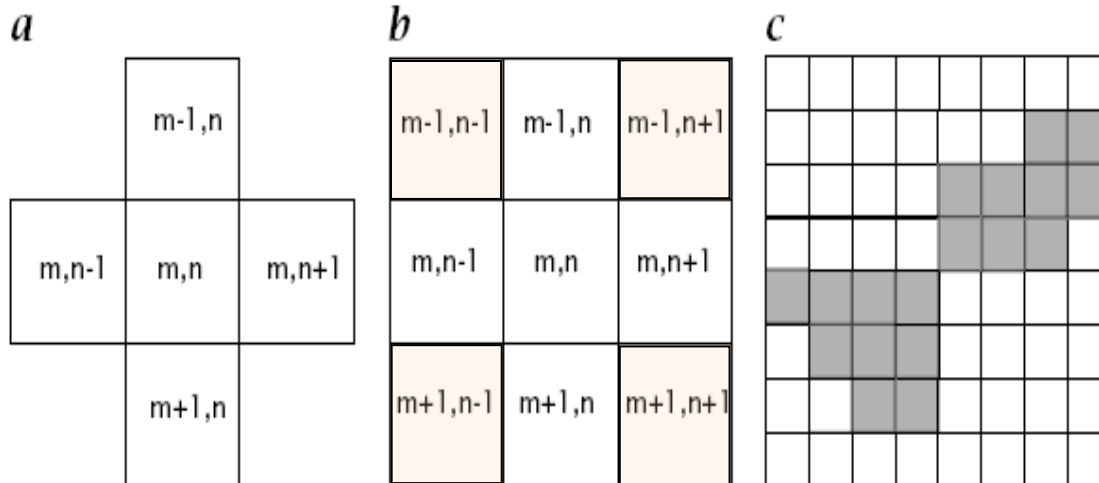 a b c
m-1,n
m,n-1 m,n m,n+1
m+1,n
m-1,n-1 m-1,n m-1,n+1
m,n-1 m,n m,n+1
m+1,n-1 m+1,n m+1,n+1